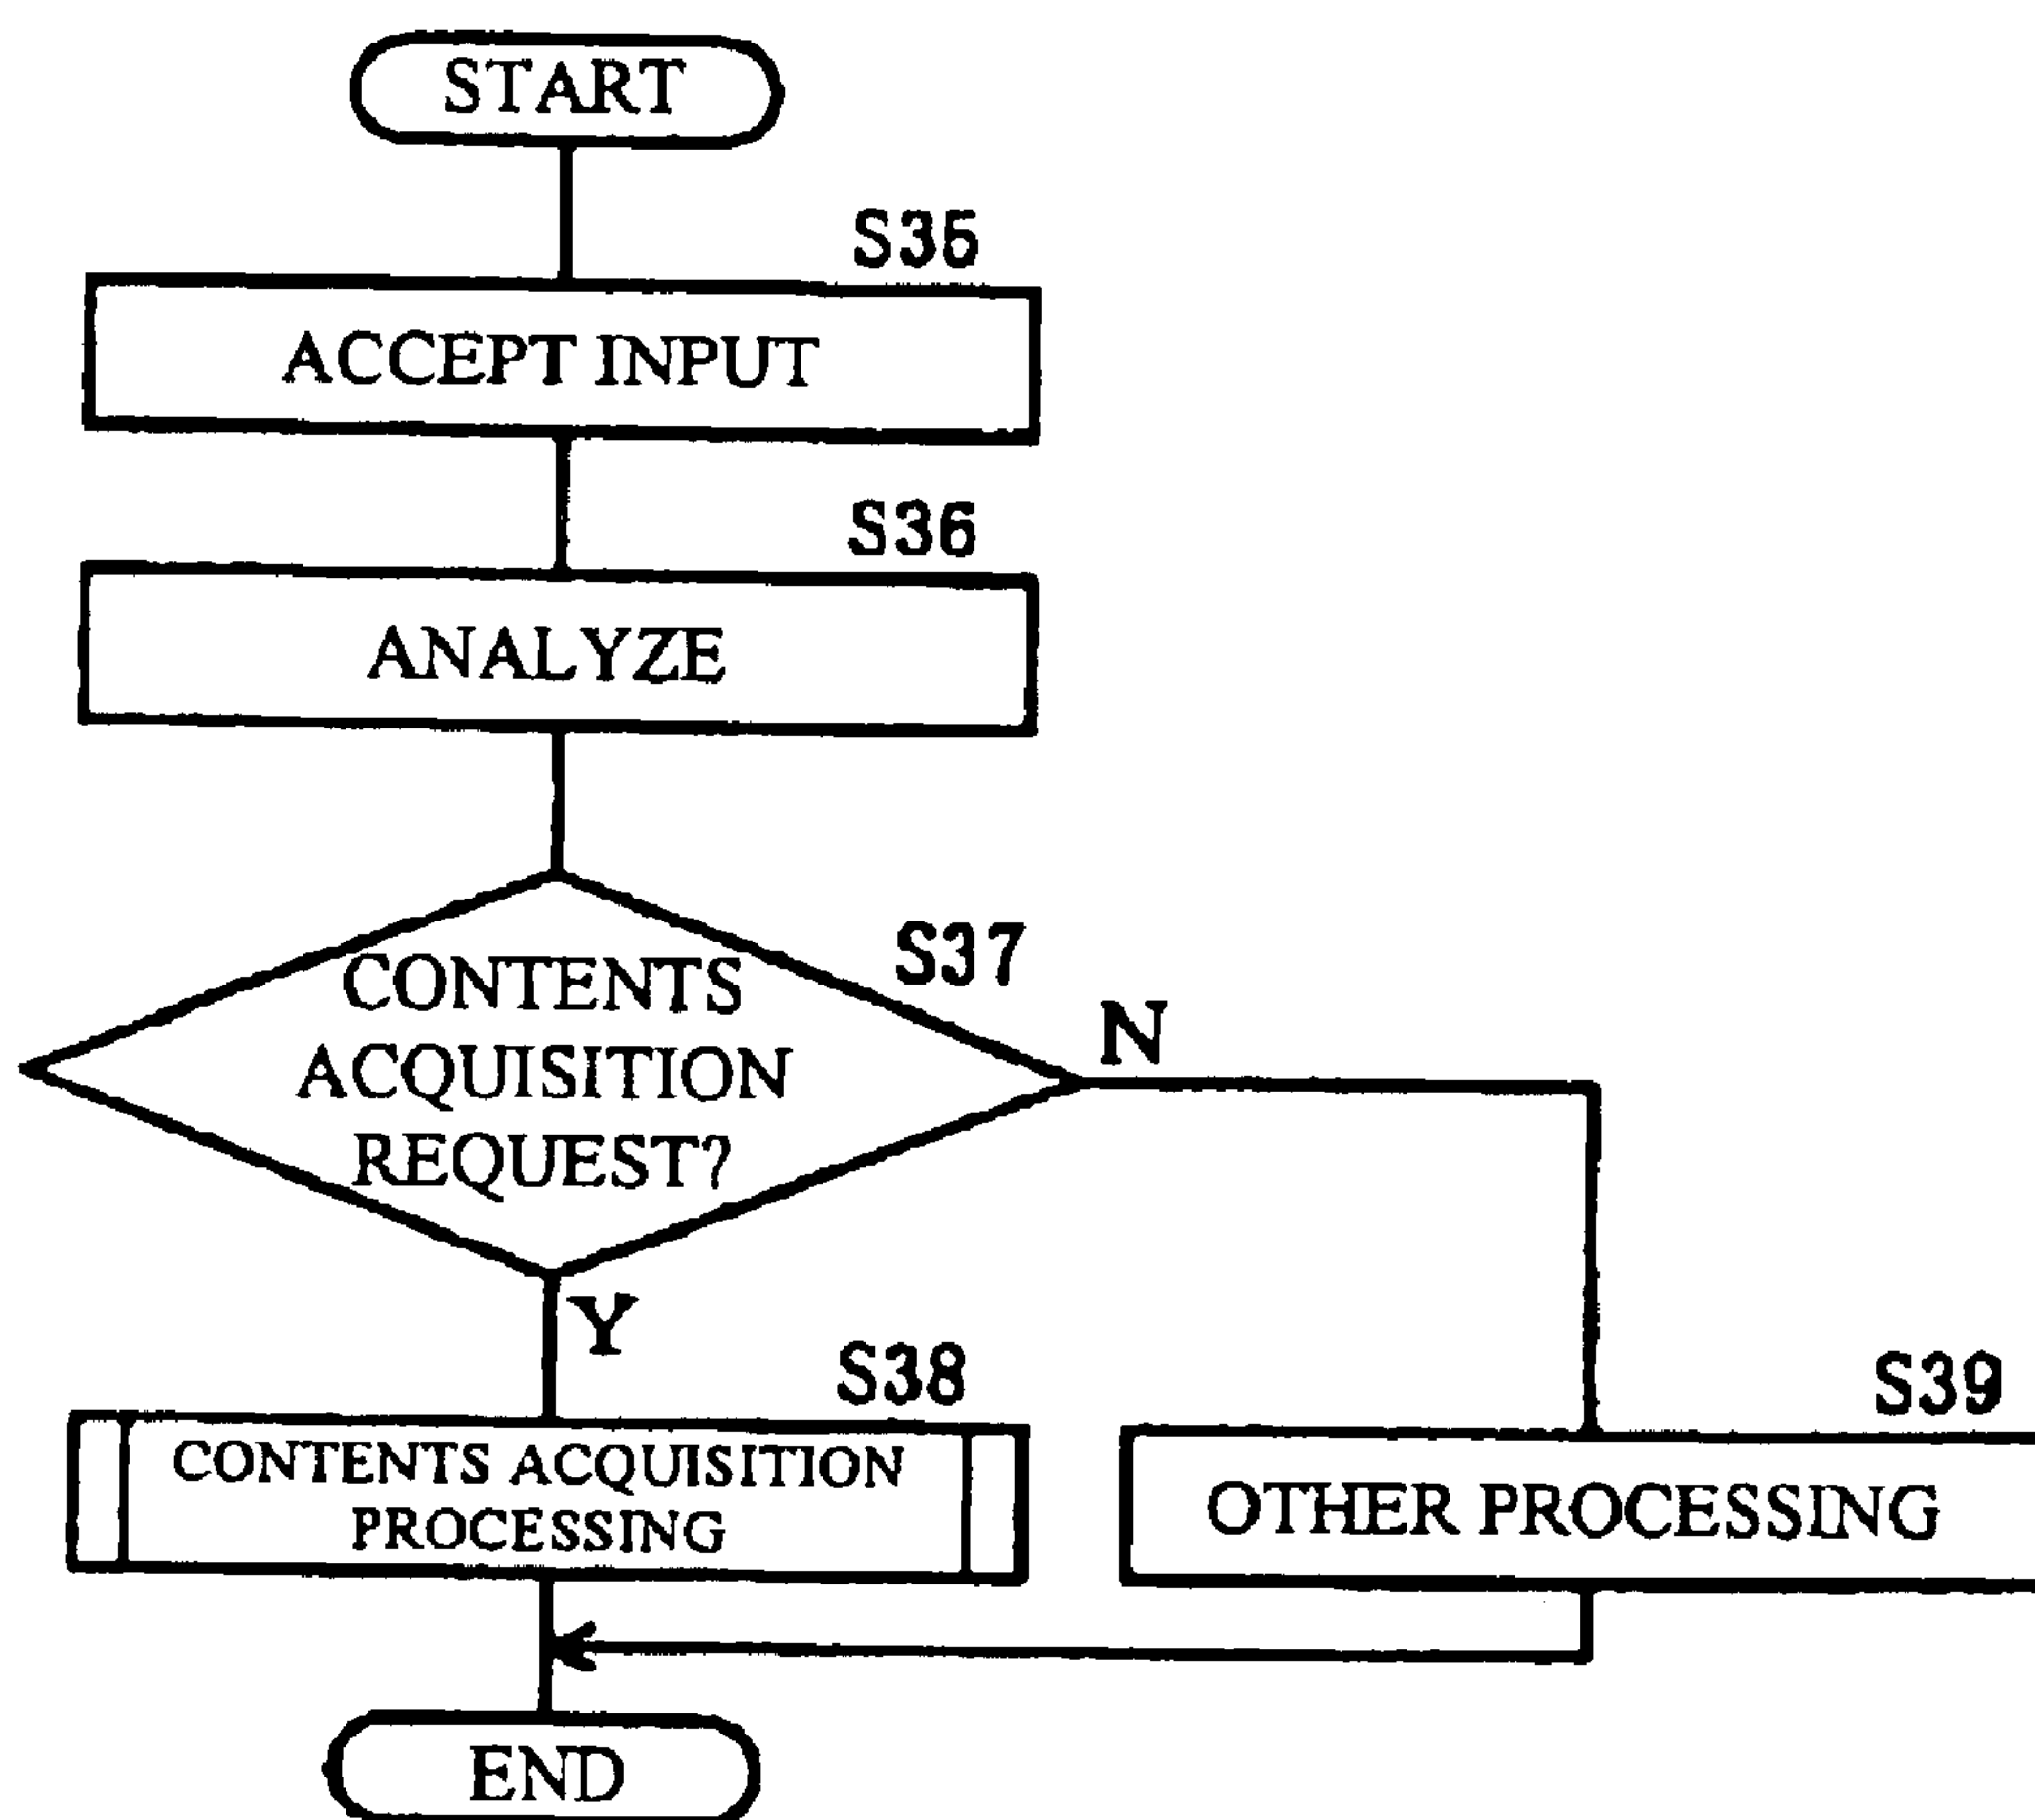 START
S35
ACCEPT INPUT
S36
ANALYZE
S37
CONTENTS
ACQUISITION
REQUEST?
N
Y
S38
CONTENTS ACQUISITION
PROCESSING
S39
OTHER PROCESSING
END